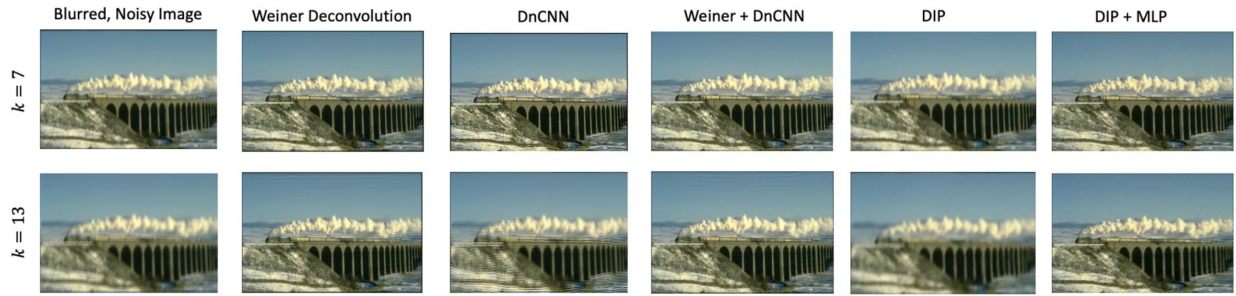 Blurred, Noisy Image
Weiner Deconvolution
DnCNN
Weiner + DnCNN
DIP
DIP + MLP
k = 7
k = 13